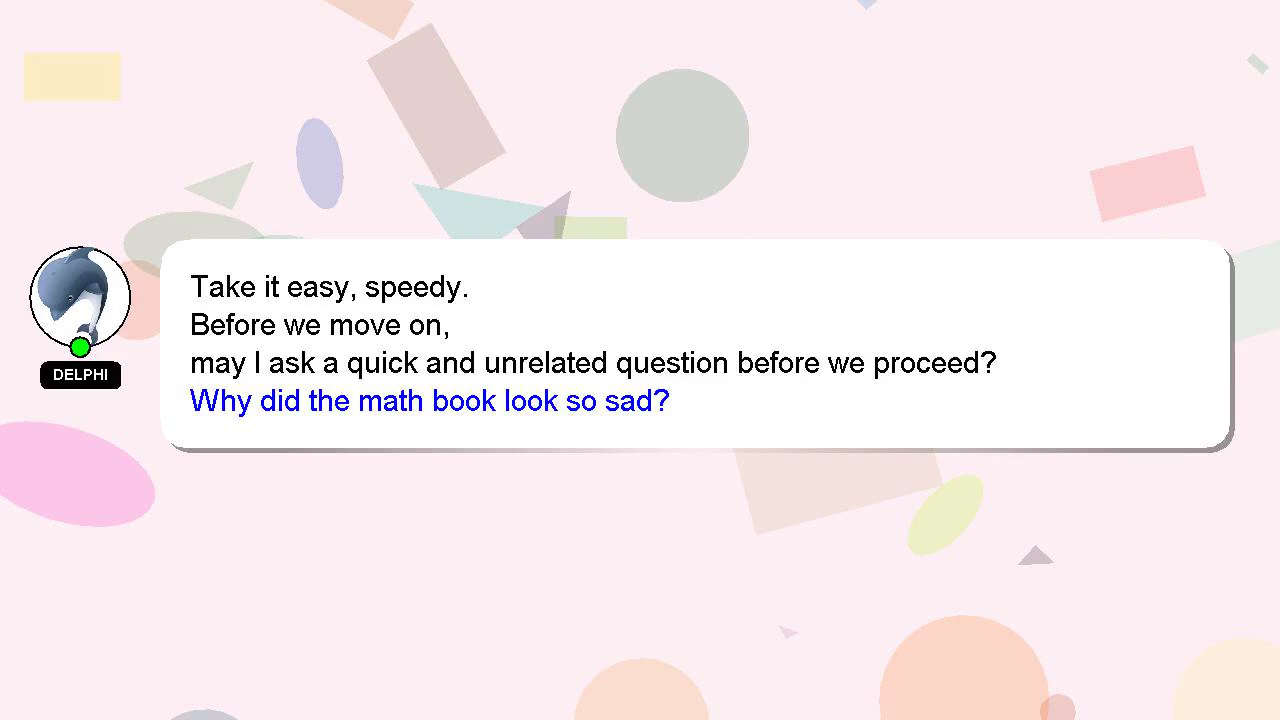 Take it easy, speedy.
Before we move on,
may I ask a quick and unrelated question before we proceed?
Why did the math book look so sad?
DELPHI